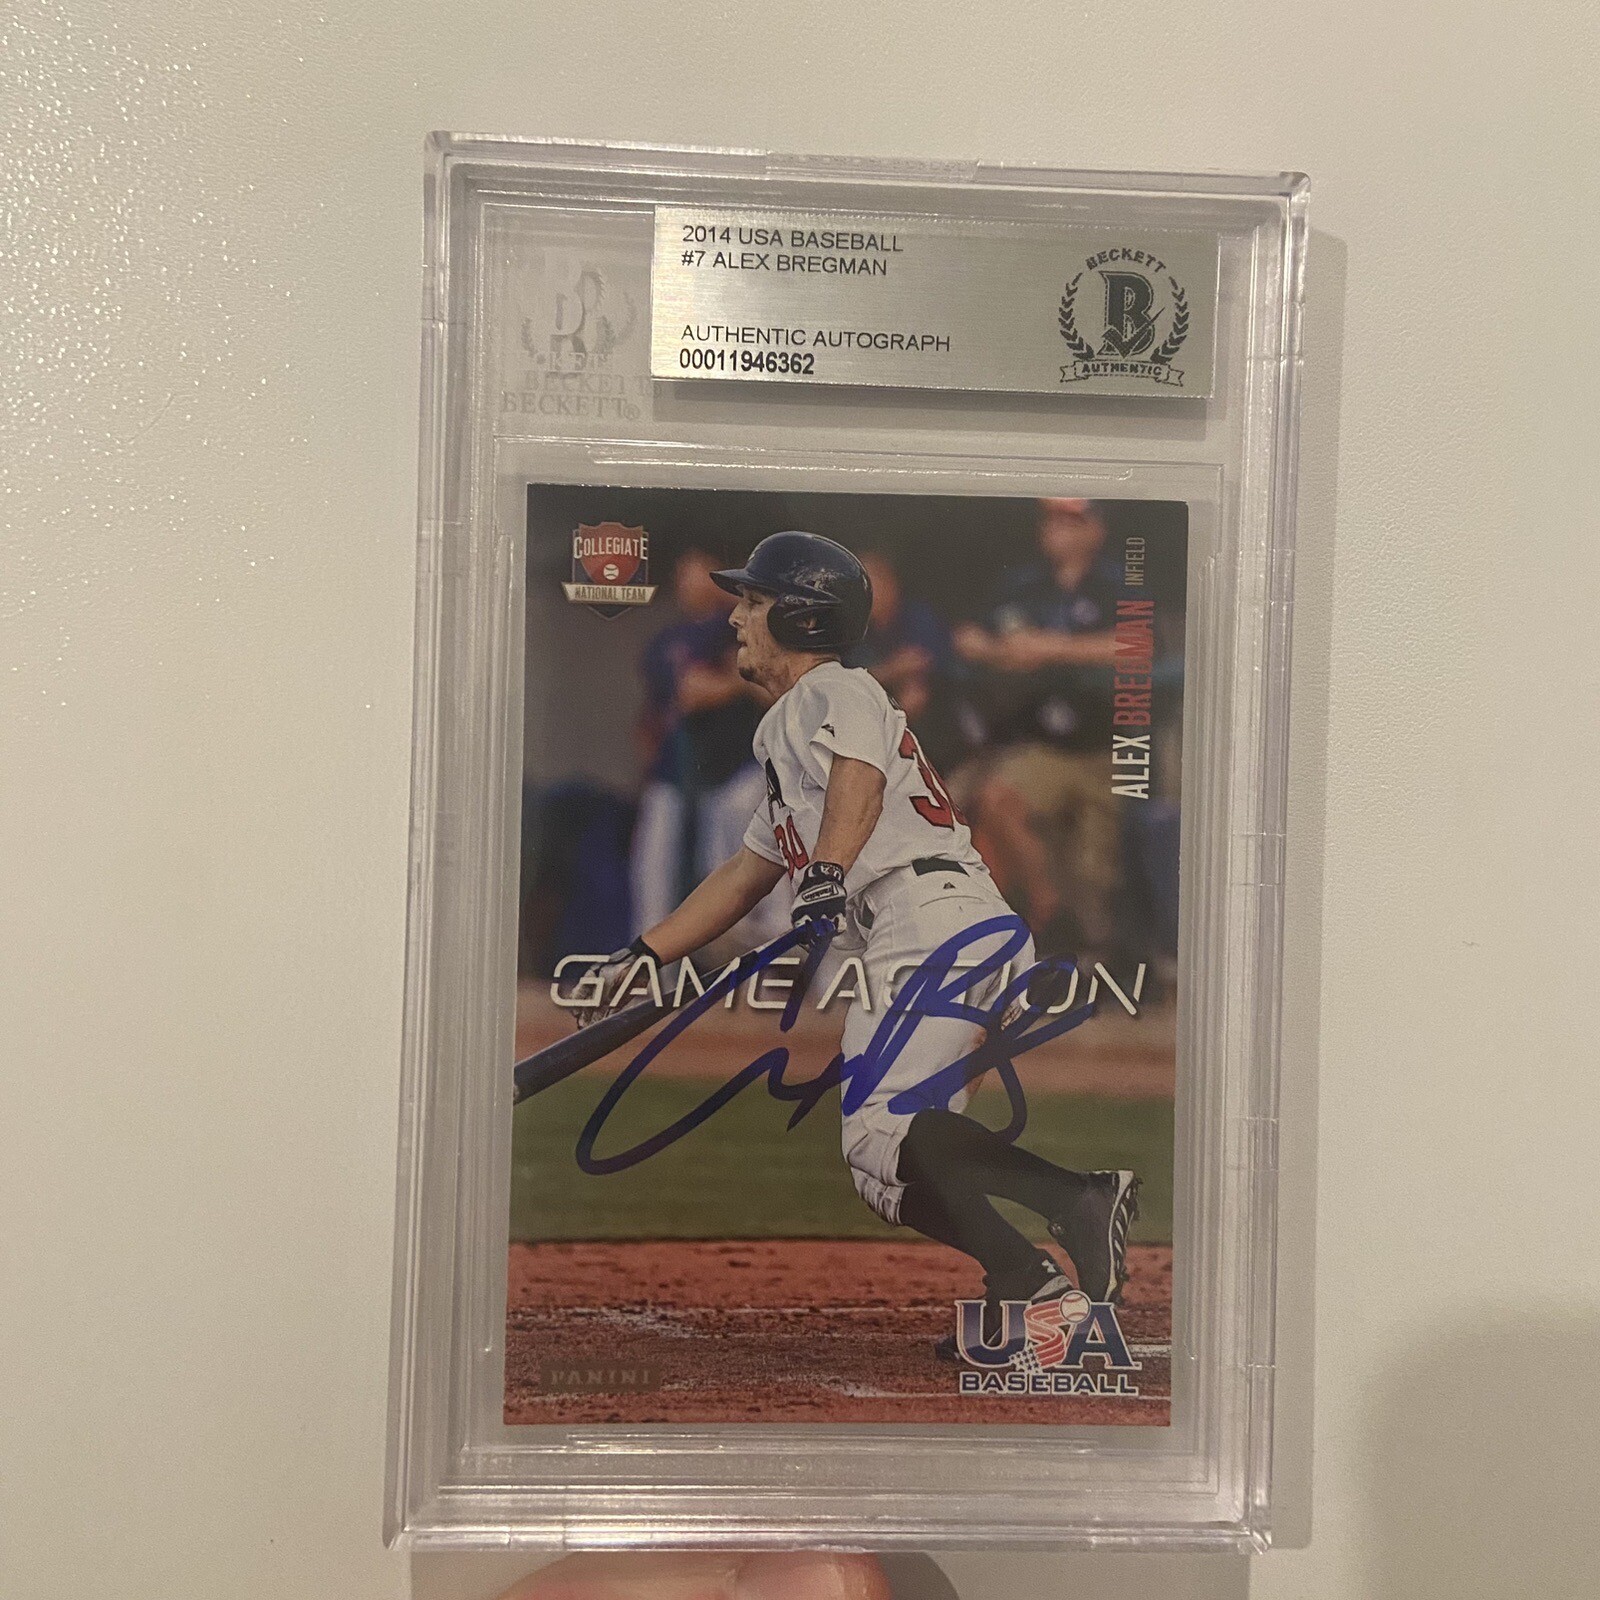 2014 USA BASEBALL
#7 ALEX BREGMAN
AUTHENTIC AUTOGRAPH
00011946362
BECKETT
B
AUTHENTIC
BECKETT
BECKETT®
COLLEGIATE
NATIONAL TEAM
ALEX BREGMAN INFIELD
30
GAME ACTION
PANINI
USA
BASEBALL